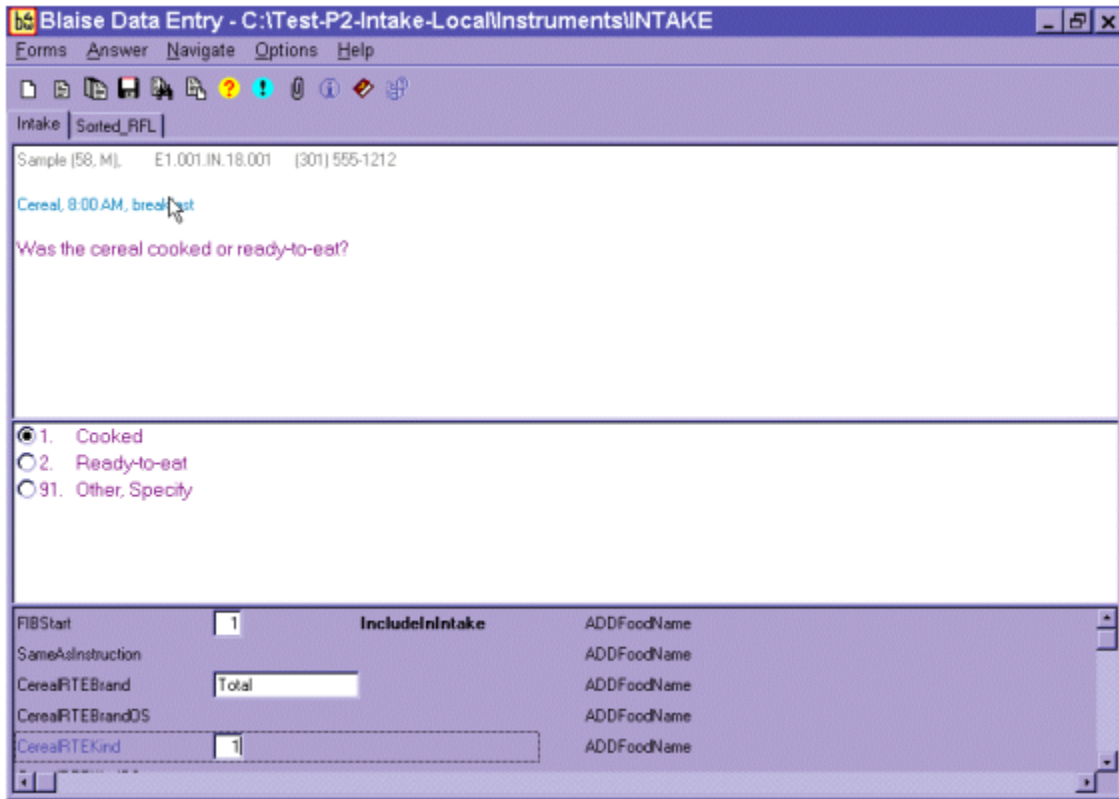 Blaise Data Entry - C:\Test-P2-Intake-Local\Instruments\INTAKE
Forms Answer Navigate Options Help
Intake Sorted_RFL
Sample (58, M), E1.001.IN.18.001 (301) 555-1212
Cereal, 8:00 AM, breakfast
Was the cereal cooked or ready-to-eat?
1. Cooked
2. Ready-to-eat
91. Other, Specify
FIBStart 1 IncludeInIntake ADDFoodName
SameAsInstruction ADDFoodName
CerealRTEBrand Total ADDFoodName
CerealRTEBrandOS ADDFoodName
CerealRTEKind 1 ADDFoodName